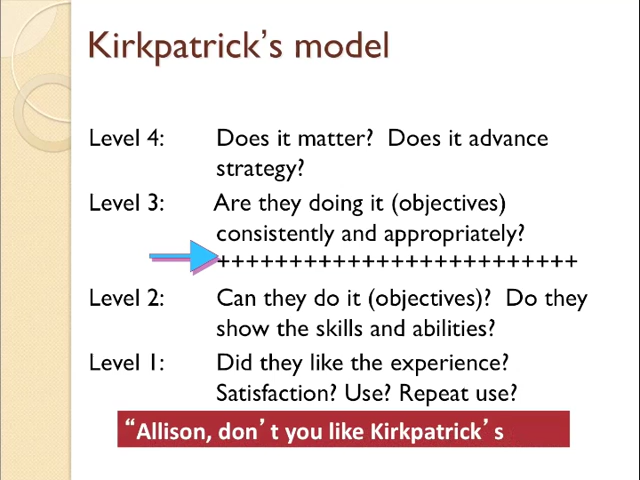 Kirkpatrick’s model
Level 4: Does it matter? Does it advance
strategy?
Level 3: Are they doing it (objectives)
consistently and appropriately?
+++++++++++++++++++++++++
Level 2: Can they do it (objectives)? Do they
show the skills and abilities?
Level 1: Did they like the experience?
Satisfaction? Use? Repeat use?
“Allison, don’t you like Kirkpatrick’s